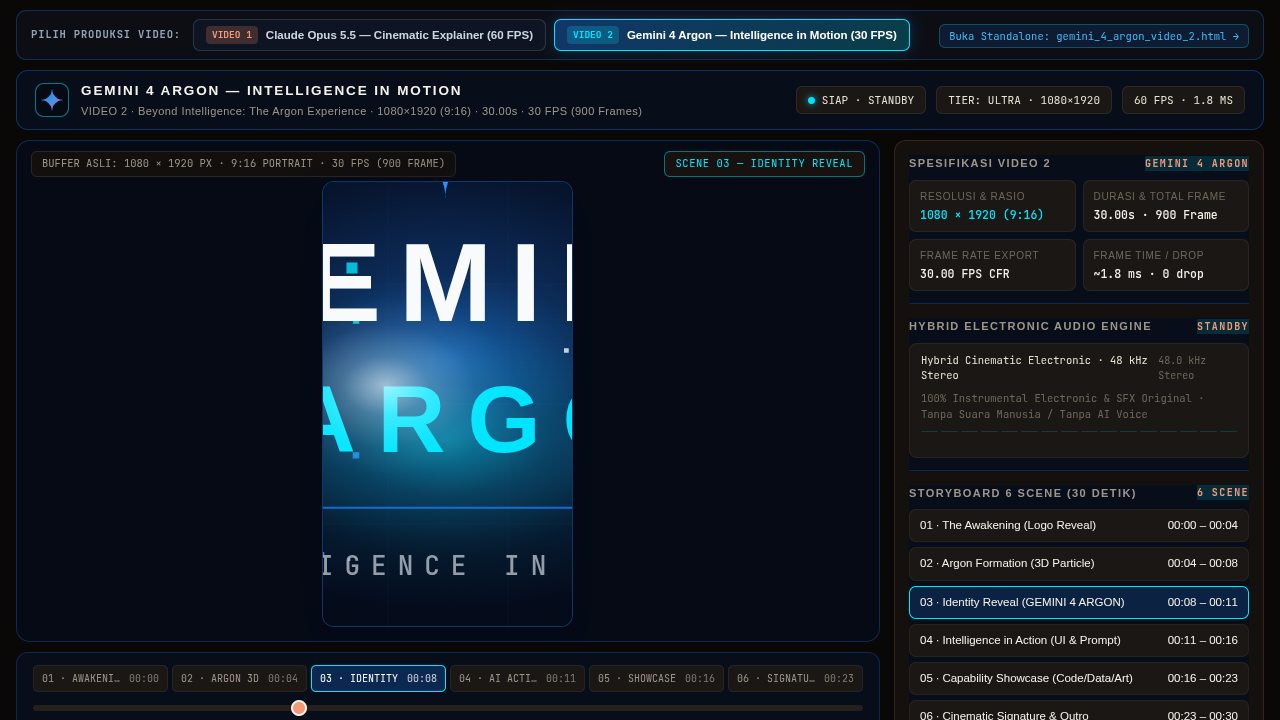 PILIH PRODUKSI VIDEO:
VIDEO 1 Claude Opus 5.5 — Cinematic Explainer (60 FPS)
VIDEO 2 Gemini 4 Argon — Intelligence in Motion (30 FPS)
Buka Standalone: gemini_4_argon_video_2.html →
GEMINI 4 ARGON — INTELLIGENCE IN MOTION
VIDEO 2 · Beyond Intelligence: The Argon Experience · 1080×1920 (9:16) · 30.00s · 30 FPS (900 Frames)
SIAP · STANDBY
TIER: ULTRA · 1080×1920
60 FPS · 1.8 MS
BUFFER ASLI: 1080 × 1920 PX · 9:16 PORTRAIT · 30 FPS (900 FRAME)
SCENE 03 — IDENTITY REVEAL
EMI
ARG
IGENCE IN
01 · AWAKENI… 00:00
02 · ARGON 3D 00:04
03 · IDENTITY 00:08
04 · AI ACTI… 00:11
05 · SHOWCASE 00:16
06 · SIGNATU… 00:23
SPESIFIKASI VIDEO 2 GEMINI 4 ARGON
RESOLUSI & RASIO
1080 × 1920 (9:16)
DURASI & TOTAL FRAME
30.00s · 900 Frame
FRAME RATE EXPORT
30.00 FPS CFR
FRAME TIME / DROP
~1.8 ms · 0 drop
HYBRID ELECTRONIC AUDIO ENGINE STANDBY
Hybrid Cinematic Electronic · 48 kHz
Stereo
48.0 kHz
Stereo
100% Instrumental Electronic & SFX Original ·
Tanpa Suara Manusia / Tanpa AI Voice
STORYBOARD 6 SCENE (30 DETIK) 6 SCENE
01 · The Awakening (Logo Reveal) 00:00 – 00:04
02 · Argon Formation (3D Particle) 00:04 – 00:08
03 · Identity Reveal (GEMINI 4 ARGON) 00:08 – 00:11
04 · Intelligence in Action (UI & Prompt) 00:11 – 00:16
05 · Capability Showcase (Code/Data/Art) 00:16 – 00:23
06 · Cinematic Signature & Outro 00:23 – 00:30